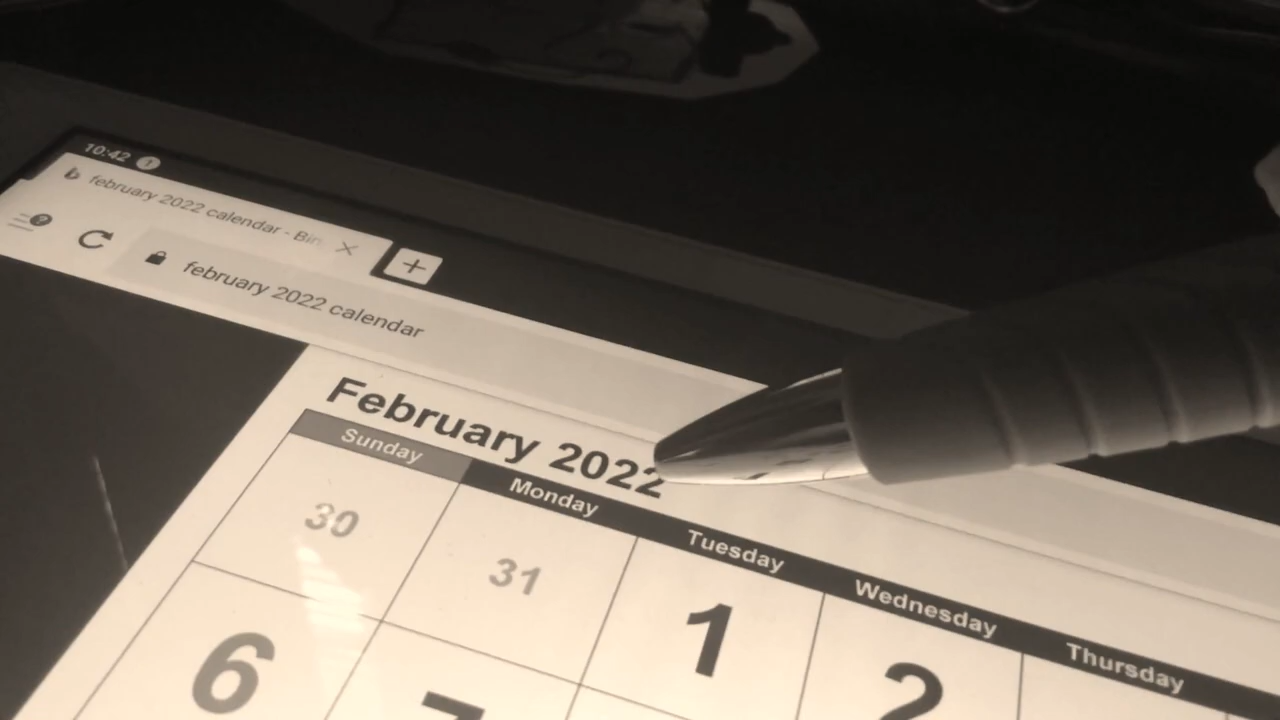 10:42
february 2022 calendar - Bin
february 2022 calendar
February 2022
Sunday Monday Tuesday Wednesday Thursday
30 31 1 2
6 7